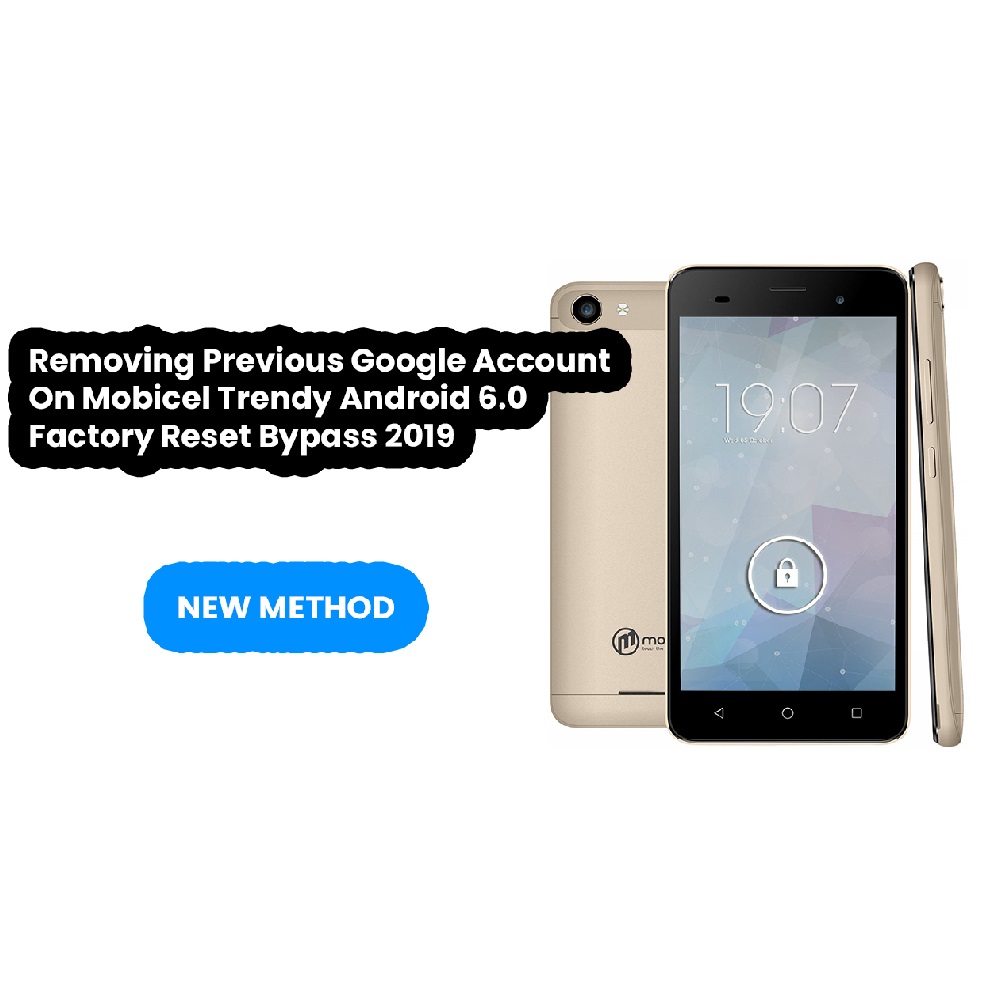 Removing Previous Google Account
On Mobicel Trendy Android 6.0
Factory Reset Bypass 2019
NEW METHOD
19:07